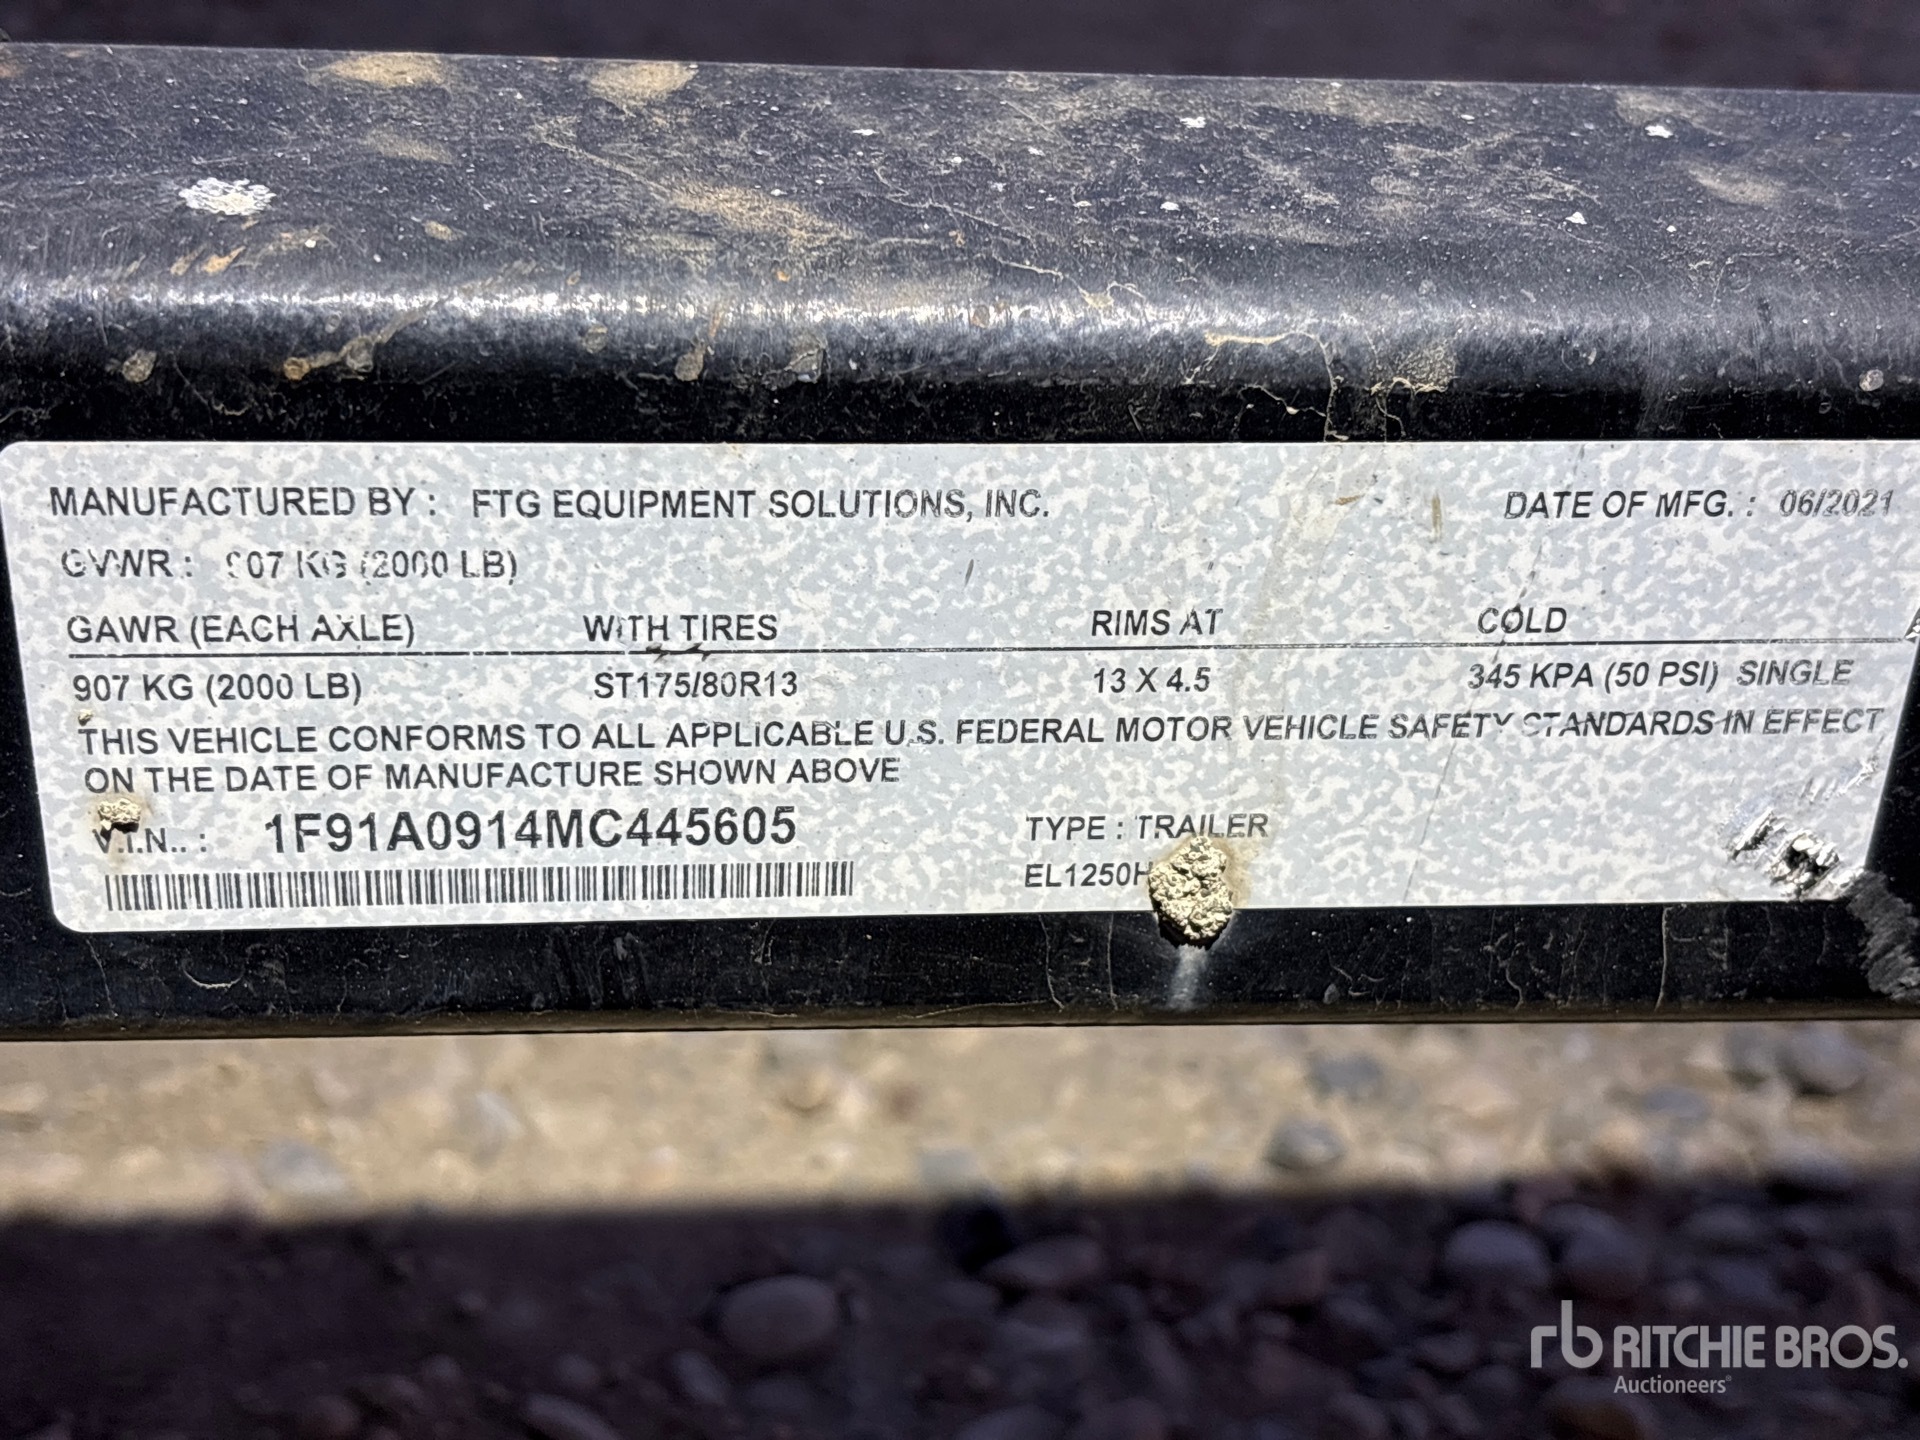 MANUFACTURED BY : FTG EQUIPMENT SOLUTIONS, INC. DATE OF MFG. : 06/2021
GVWR : 907 KG (2000 LB)
GAWR (EACH AXLE) WITH TIRES RIMS AT COLD
907 KG (2000 LB) ST175/80R13 13 X 4.5 345 KPA (50 PSI) SINGLE
THIS VEHICLE CONFORMS TO ALL APPLICABLE U.S. FEDERAL MOTOR VEHICLE SAFETY STANDARDS IN EFFECT
ON THE DATE OF MANUFACTURE SHOWN ABOVE
V.I.N.. : 1F91A0914MC445605 TYPE : TRAILER
EL1250H
rb RITCHIE BROS.
Auctioneers®